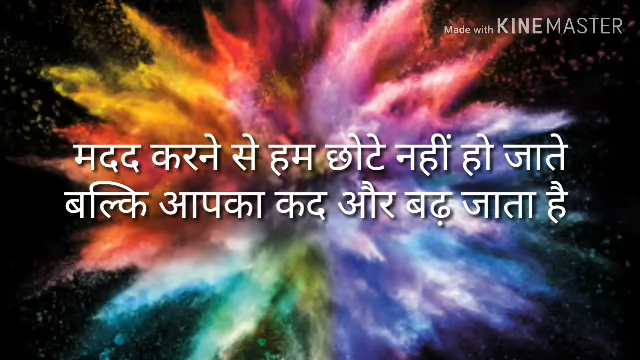 Made with KINEMASTER
मदद करने से हम छोटे नहीं हो जाते
बल्कि आपका कद और बढ़ जाता है